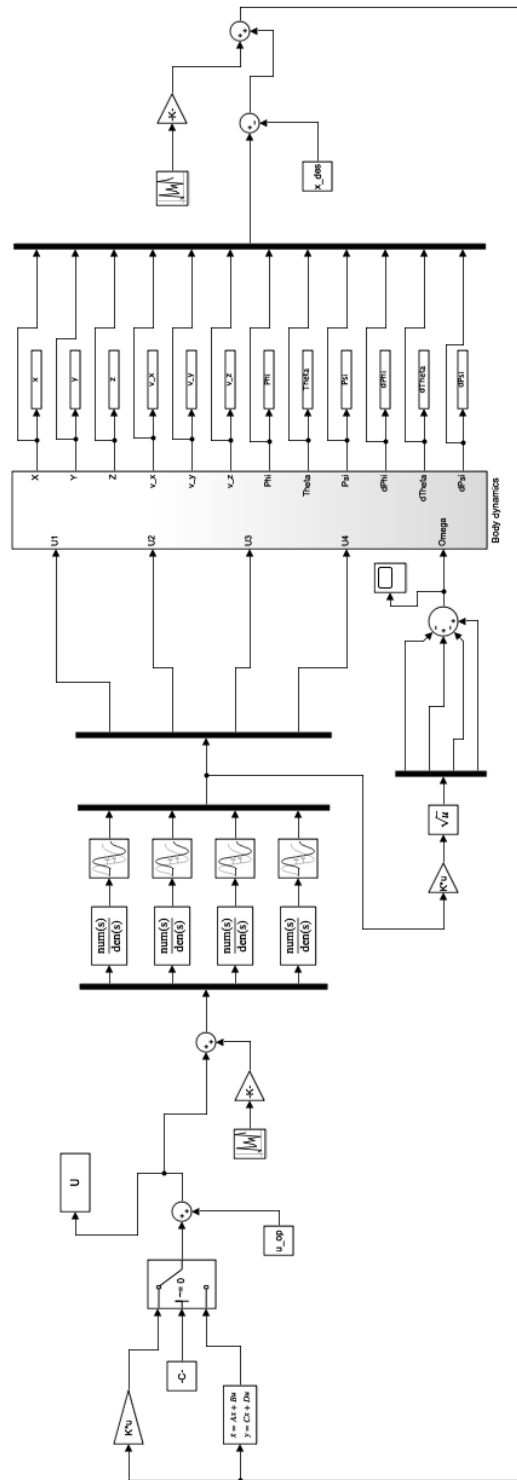 K*u
-C-
ẋ = Ax + Bu
y = Cx + Du
~= 0
u_op
U
-K-
num(s)
den(s)
num(s)
den(s)
num(s)
den(s)
num(s)
den(s)
K*u
√u
U1
U2
U3
U4
Omega
X
Y
Z
v_x
v_y
v_z
Phi
Theta
Psi
dPhi
dTheta
dPsi
Body dynamics
x
y
z
v_x
v_y
v_z
Phi
Theta
Psi
dPhi
dTheta
dPsi
-K-
x_des